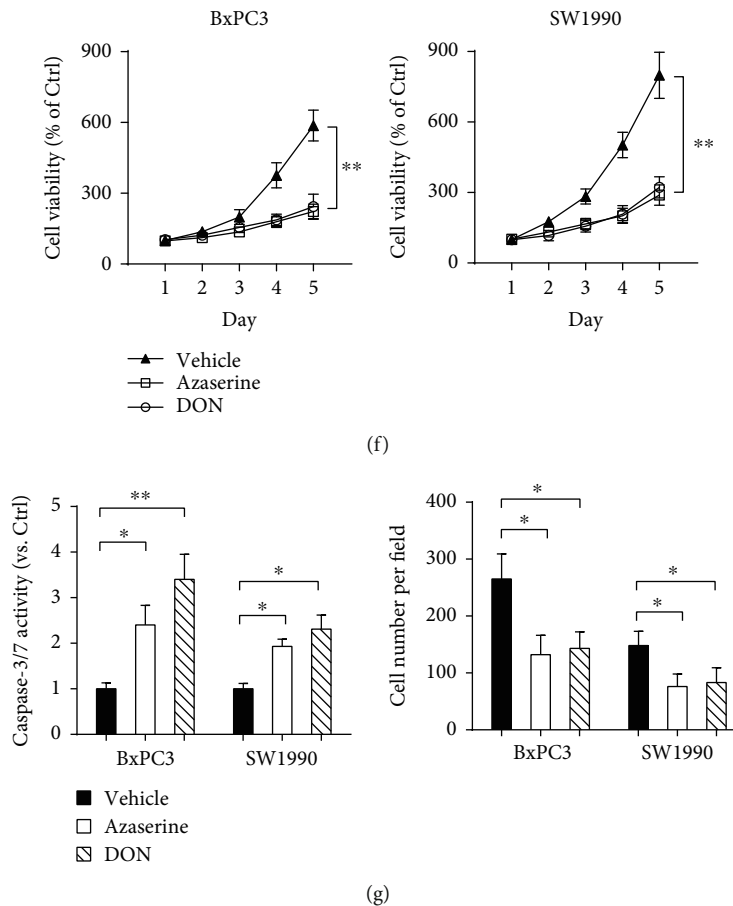 BxPC3
Cell viability (% of Ctrl)
900
600
300
0
**
1 2 3 4 5
Day
SW1990
Cell viability (% of Ctrl)
900
600
300
0
**
1 2 3 4 5
Day
Vehicle
Azaserine
DON
(f)
Caspase-3/7 activity (vs. Ctrl)
5
4
3
2
1
0
**
*
*
*
BxPC3 SW1990
Cell number per field
400
300
200
100
0
*
*
*
*
BxPC3 SW1990
Vehicle
Azaserine
DON
(g)